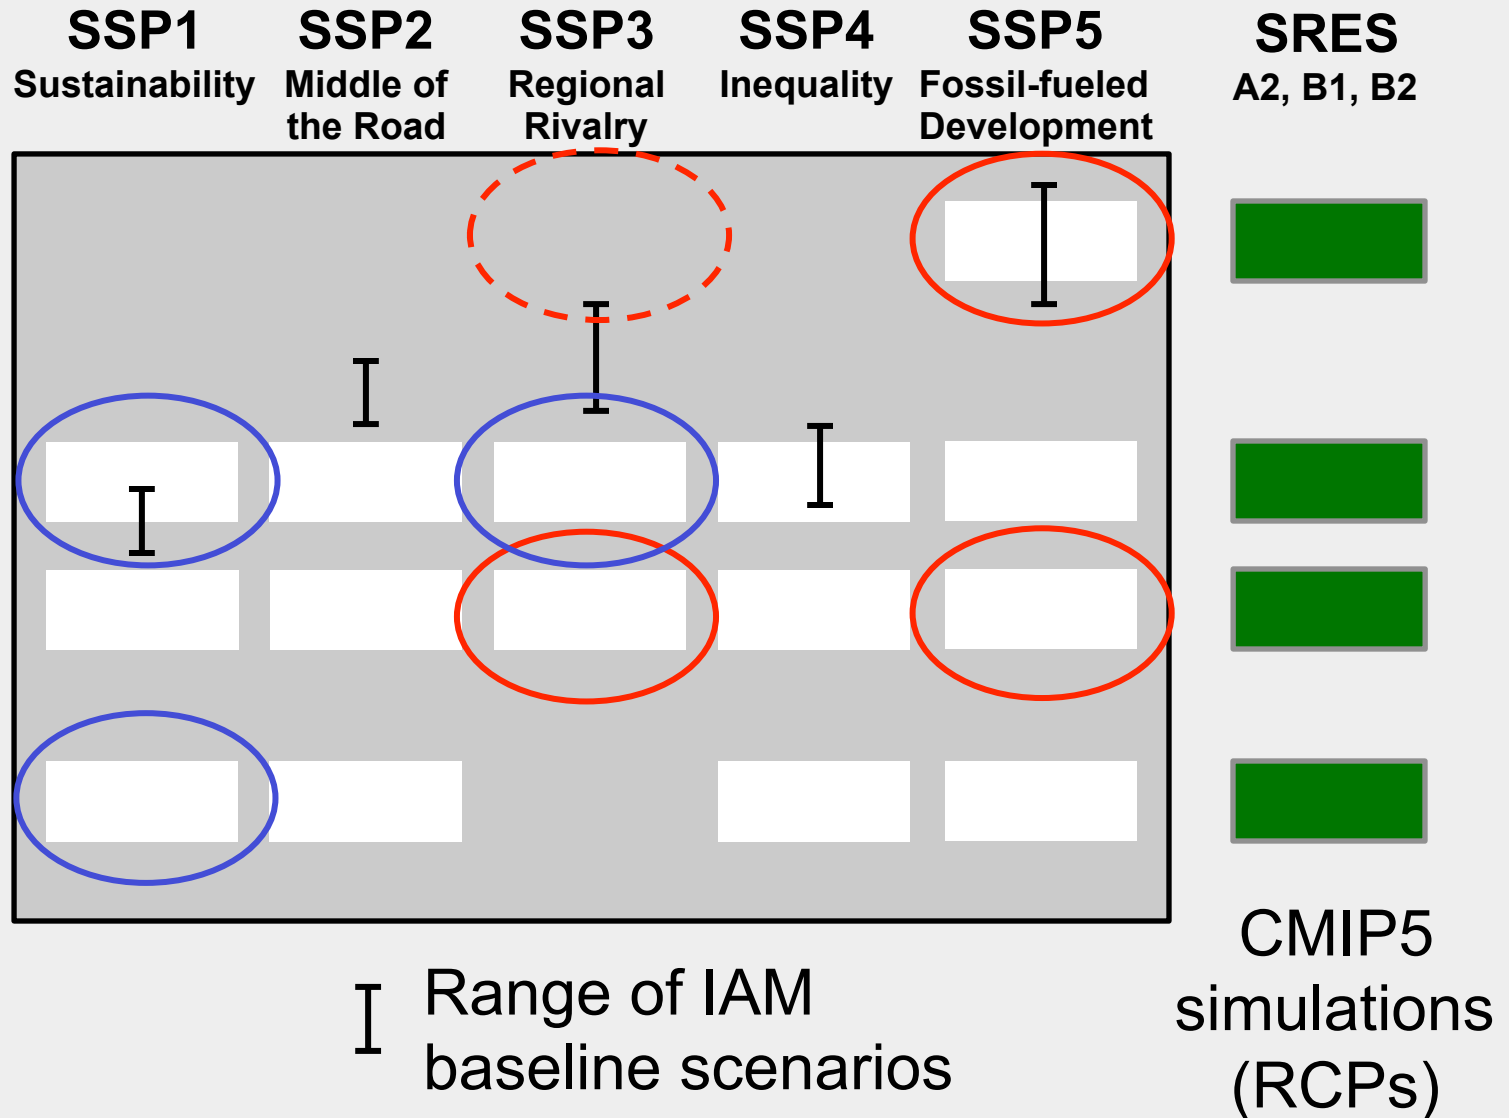 SSP1 SSP2 SSP3 SSP4 SSP5 SRES
Sustainability Middle of Regional Inequality Fossil-fueled A2, B1, B2
the Road Rivalry Development
Range of IAM
baseline scenarios
CMIP5
simulations
(RCPs)